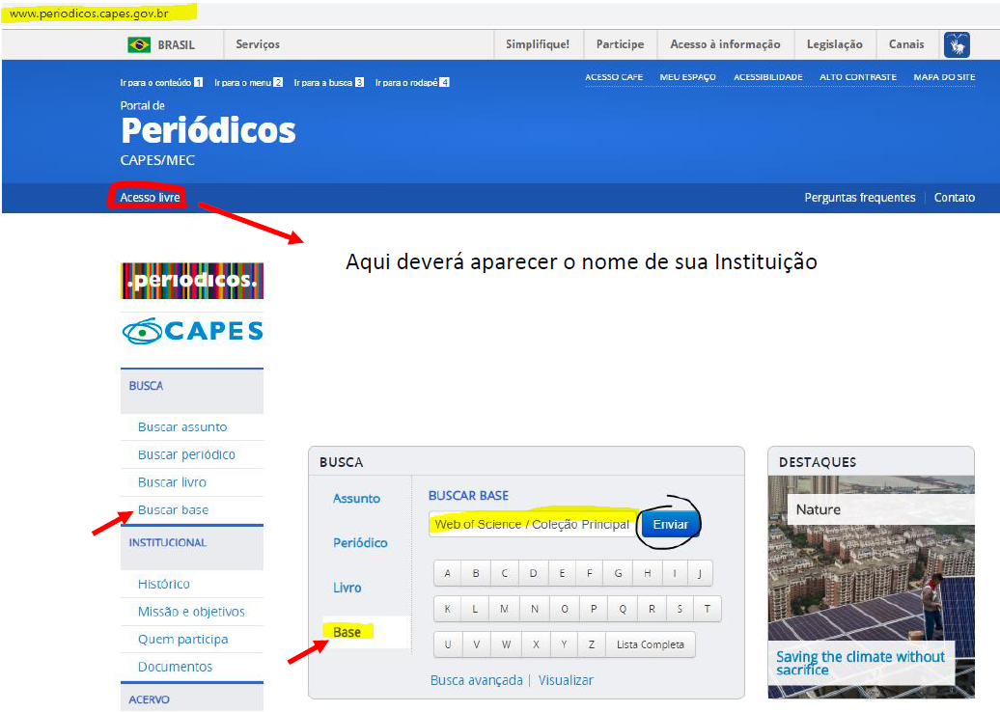 www.periodicos.capes.gov.br
BRASIL Serviços Simplifique! Participe Acesso à informação Legislação Canais
Ir para o conteúdo 1 Ir para o menu 2 Ir para a busca 3 Ir para o rodapé 4
ACESSO CAFE MEU ESPAÇO ACESSIBILIDADE ALTO CONTRASTE MAPA DO SITE
Portal de
Periódicos
CAPES/MEC
Acesso livre
Perguntas frequentes Contato
Aqui deverá aparecer o nome de sua Instituição
.periodicos.
CAPES
BUSCA
Buscar assunto
Buscar periódico
Buscar livro
Buscar base
INSTITUCIONAL
Histórico
Missão e objetivos
Quem participa
Documentos
ACERVO
BUSCA
Assunto
Periódico
Livro
Base
BUSCAR BASE
Web of Science / Coleção Principal Enviar
A B C D E F G H I J
K L M N O P Q R S T
U V W X Y Z Lista Completa
Busca avançada | Visualizar
DESTAQUES
Nature
Saving the climate without
sacrifice